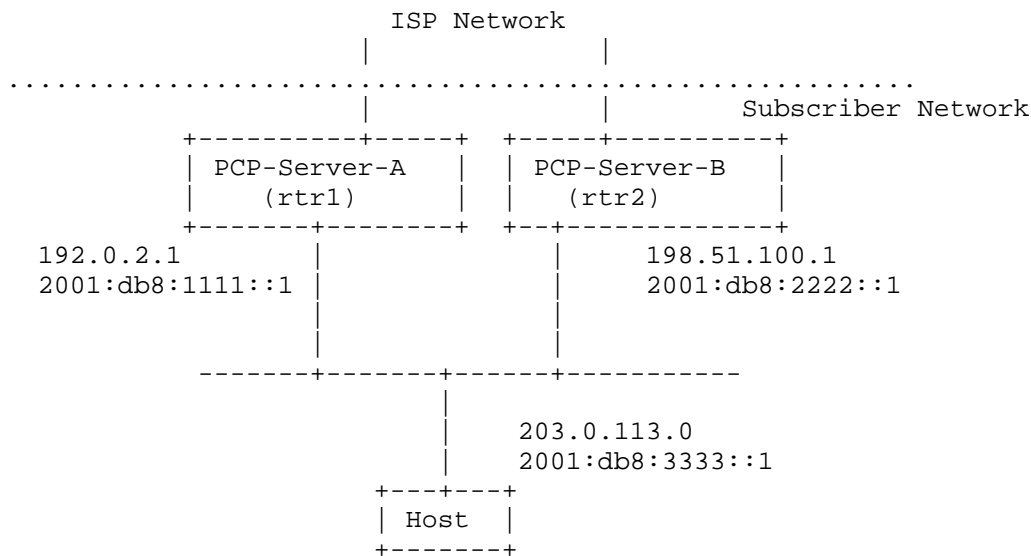 ISP Network
Subscriber Network
PCP-Server-A PCP-Server-B
(rtr1) (rtr2)
192.0.2.1 198.51.100.1
2001:db8:1111::1 2001:db8:2222::1
203.0.113.0
2001:db8:3333::1
Host